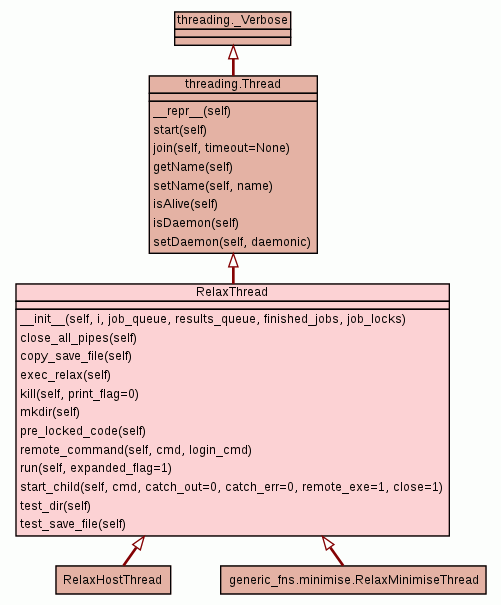 threading._Verbose
threading.Thread
__repr__(self)
start(self)
join(self, timeout=None)
getName(self)
setName(self, name)
isAlive(self)
isDaemon(self)
setDaemon(self, daemonic)
RelaxThread
__init__(self, i, job_queue, results_queue, finished_jobs, job_locks)
close_all_pipes(self)
copy_save_file(self)
exec_relax(self)
kill(self, print_flag=0)
mkdir(self)
pre_locked_code(self)
remote_command(self, cmd, login_cmd)
run(self, expanded_flag=1)
start_child(self, cmd, catch_out=0, catch_err=0, remote_exe=1, close=1)
test_dir(self)
test_save_file(self)
RelaxHostThread
generic_fns.minimise.RelaxMinimiseThread